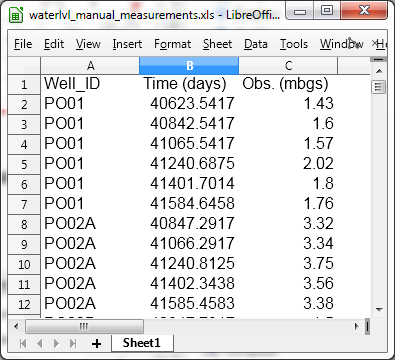 waterlvl_manual_measurements.xls - LibreOffi...
File Edit View Insert Format Sheet Data Tools Window He
A B C
1 Well_ID Time (days) Obs. (mbgs)
2 PO01 40623.5417 1.43
3 PO01 40842.5417 1.6
4 PO01 41065.5417 1.57
5 PO01 41240.6875 2.02
6 PO01 41401.7014 1.8
7 PO01 41584.6458 1.76
8 PO02A 40847.2917 3.32
9 PO02A 41066.2917 3.34
10 PO02A 41240.8125 3.75
11 PO02A 41402.3438 3.56
12 PO02A 41585.4583 3.38
Sheet1